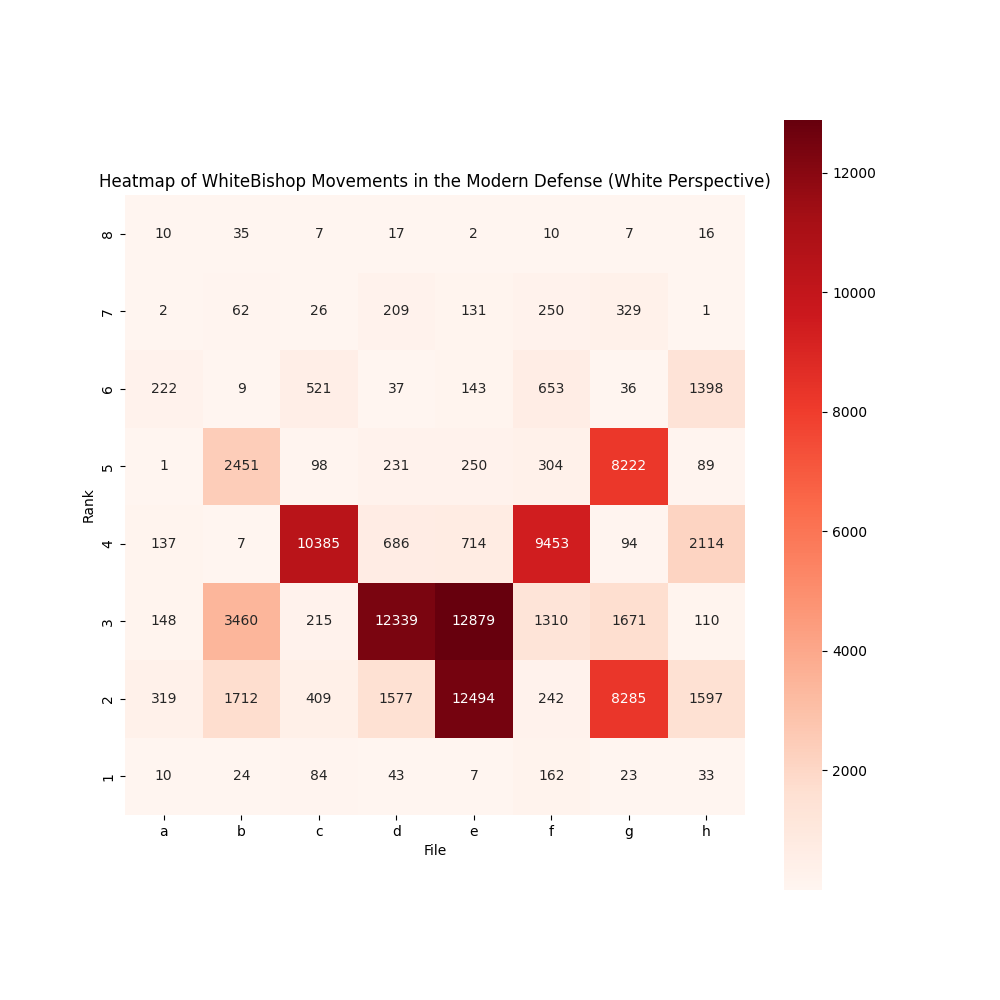 Heatmap of WhiteBishop Movements in the Modern Defense (White Perspective)
8 10 35 7 17 2 10 7 16
7 2 62 26 209 131 250 329 1
6 222 9 521 37 143 653 36 1398
5 1 2451 98 231 250 304 8222 89
4 137 7 10385 686 714 9453 94 2114
3 148 3460 215 12339 12879 1310 1671 110
2 319 1712 409 1577 12494 242 8285 1597
1 10 24 84 43 7 162 23 33
a b c d e f g h
File
Rank
12000
10000
8000
6000
4000
2000